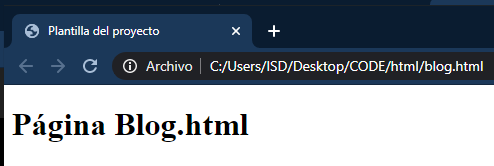 Plantilla del proyecto
Archivo C:/Users/ISD/Desktop/CODE/html/blog.html
Página Blog.html